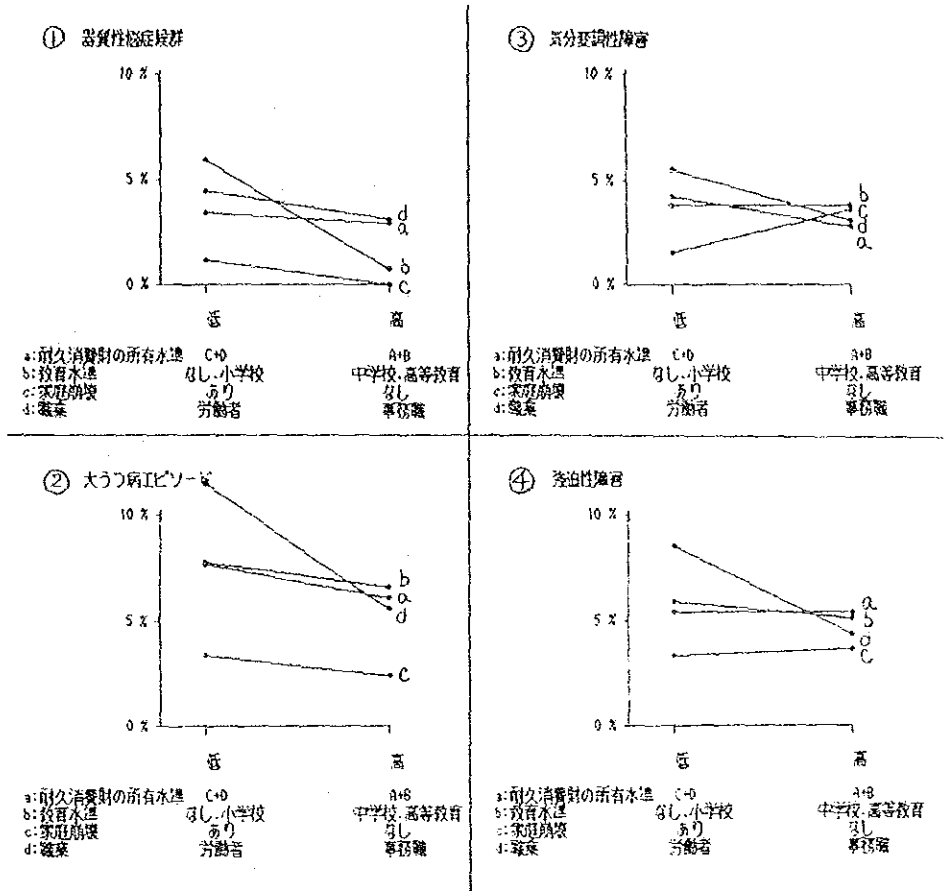 ① 器質性脳症候群
10 %
5 %
0 %
d
a
b
c
低 高
a:耐久消費財の所有水準 C+D A+B
b:教育水準 なし、小学校 中学校、高等教育
c:家庭崩壊 あり なし
d:職業 労働者 事務職
③ 気分変調性障害
10 %
5 %
0 %
b
c
d
a
低 高
a:耐久消費財の所有水準 C+D A+B
b:教育水準 なし、小学校 中学校、高等教育
c:家庭崩壊 あり なし
d:職業 労働者 事務職
② 大うつ病エピソード
10 %
5 %
0 %
b
a
d
c
低 高
a:耐久消費財の所有水準 C+D A+B
b:教育水準 なし、小学校 中学校、高等教育
c:家庭崩壊 あり なし
d:職業 労働者 事務職
④ 強迫性障害
10 %
5 %
0 %
a
b
d
c
低 高
a:耐久消費財の所有水準 C+D A+B
b:教育水準 なし、小学校 中学校、高等教育
c:家庭崩壊 あり なし
d:職業 労働者 事務職